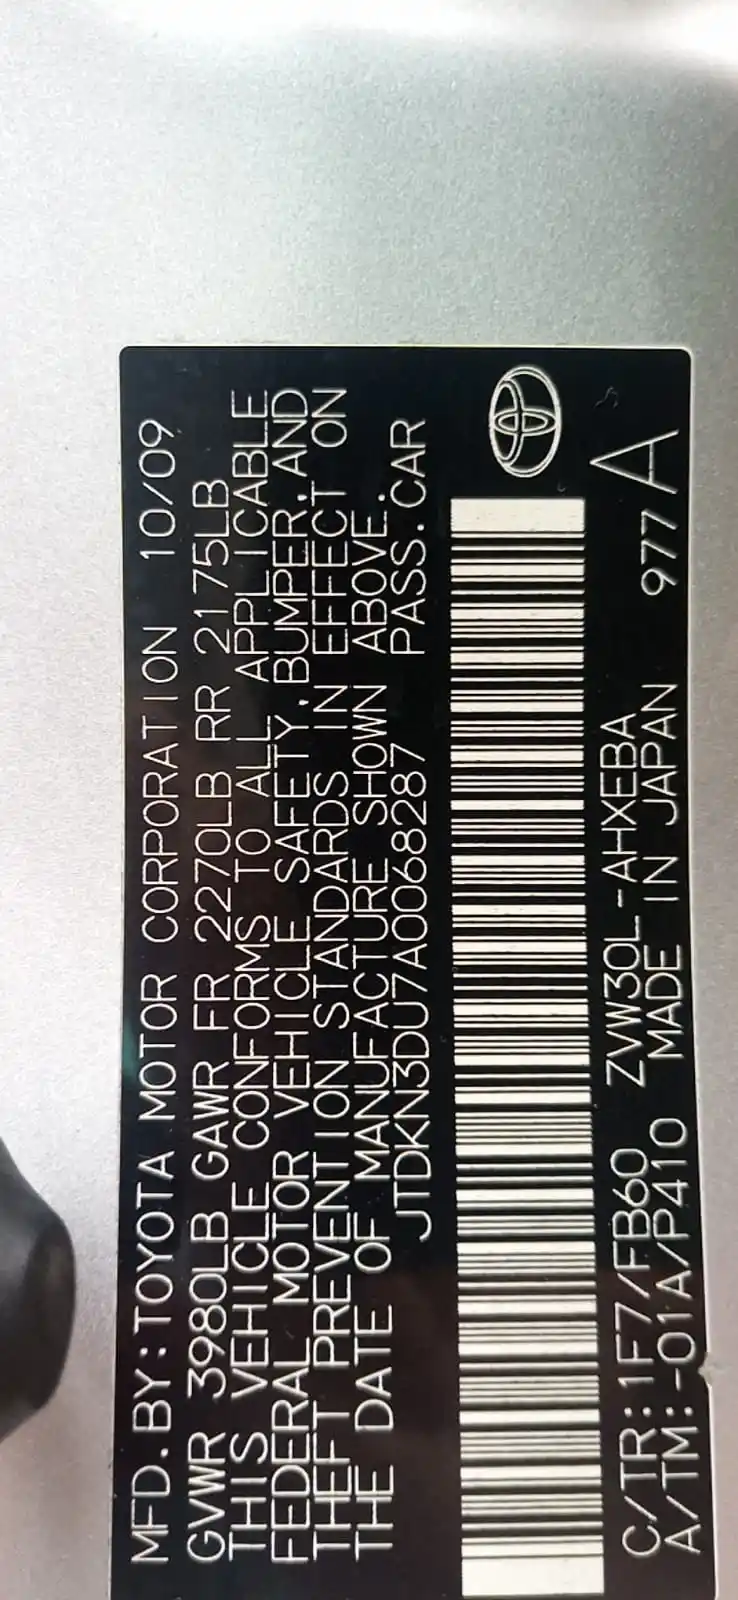 MFD.BY:TOYOTA MOTOR CORPORATION 10/09
GVWR 3980LB GAWR FR 2270LB RR 2175LB
THIS VEHICLE CONFORMS TO ALL APPLICABLE
FEDERAL MOTOR VEHICLE SAFETY,BUMPER,AND
THEFT PREVENTION STANDARDS IN EFFECT ON
THE DATE OF MANUFACTURE SHOWN ABOVE.
JTDKN3DU7A0068287 PASS.CAR
C/TR:1F7/FB60 ZVW30L-AHXEBA
A/TM:-01A/P410 MADE IN JAPAN 977 A